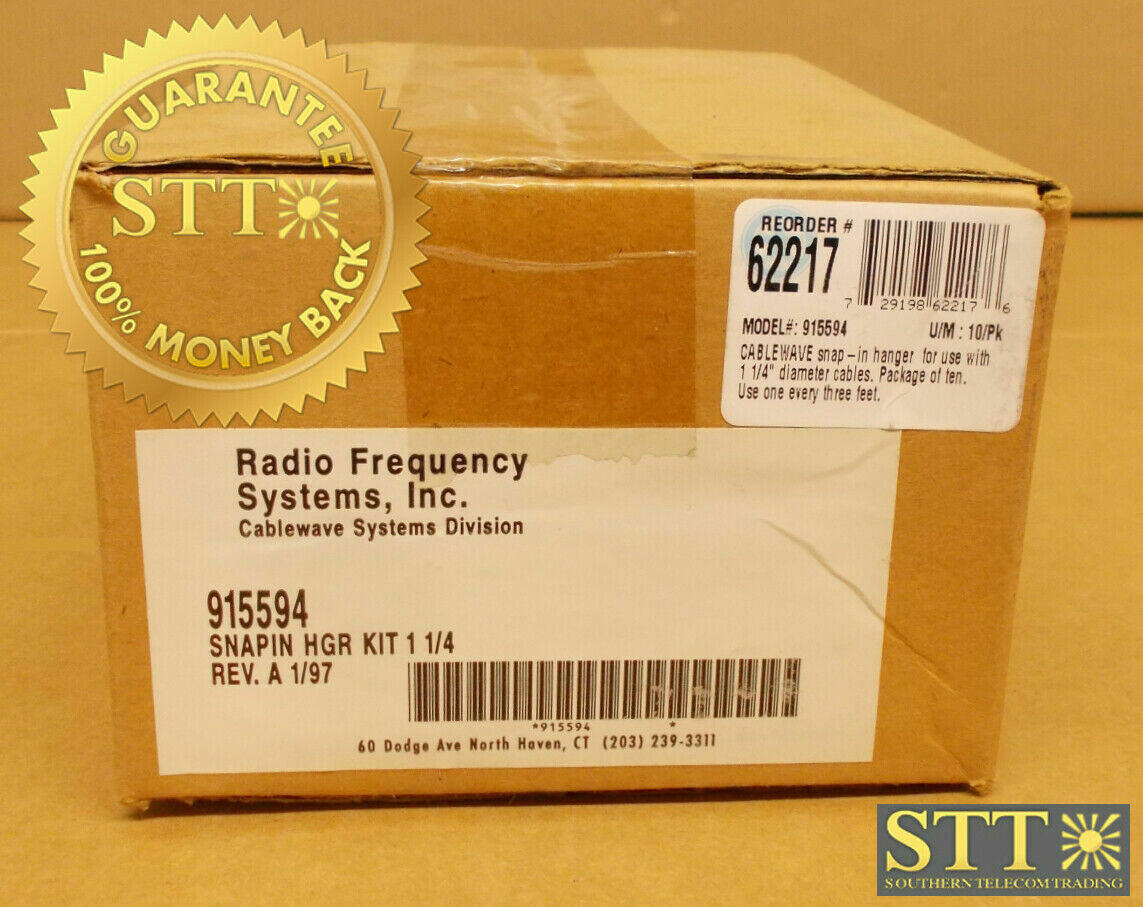 GUARANTEE
STT
100% MONEY BACK
REORDER #
62217
7 29198 62217 6
MODEL#: 915594 U/M : 10/Pk
CABLEWAVE snap-in hanger for use with
1 1/4" diameter cables. Package of ten.
Use one every three feet.
Radio Frequency
Systems, Inc.
Cablewave Systems Division
915594
SNAPIN HGR KIT 1 1/4
REV. A 1/97
*915594 *
60 Dodge Ave North Haven, CT (203) 239-3311
STT
SOUTHERN TELECOM TRADING